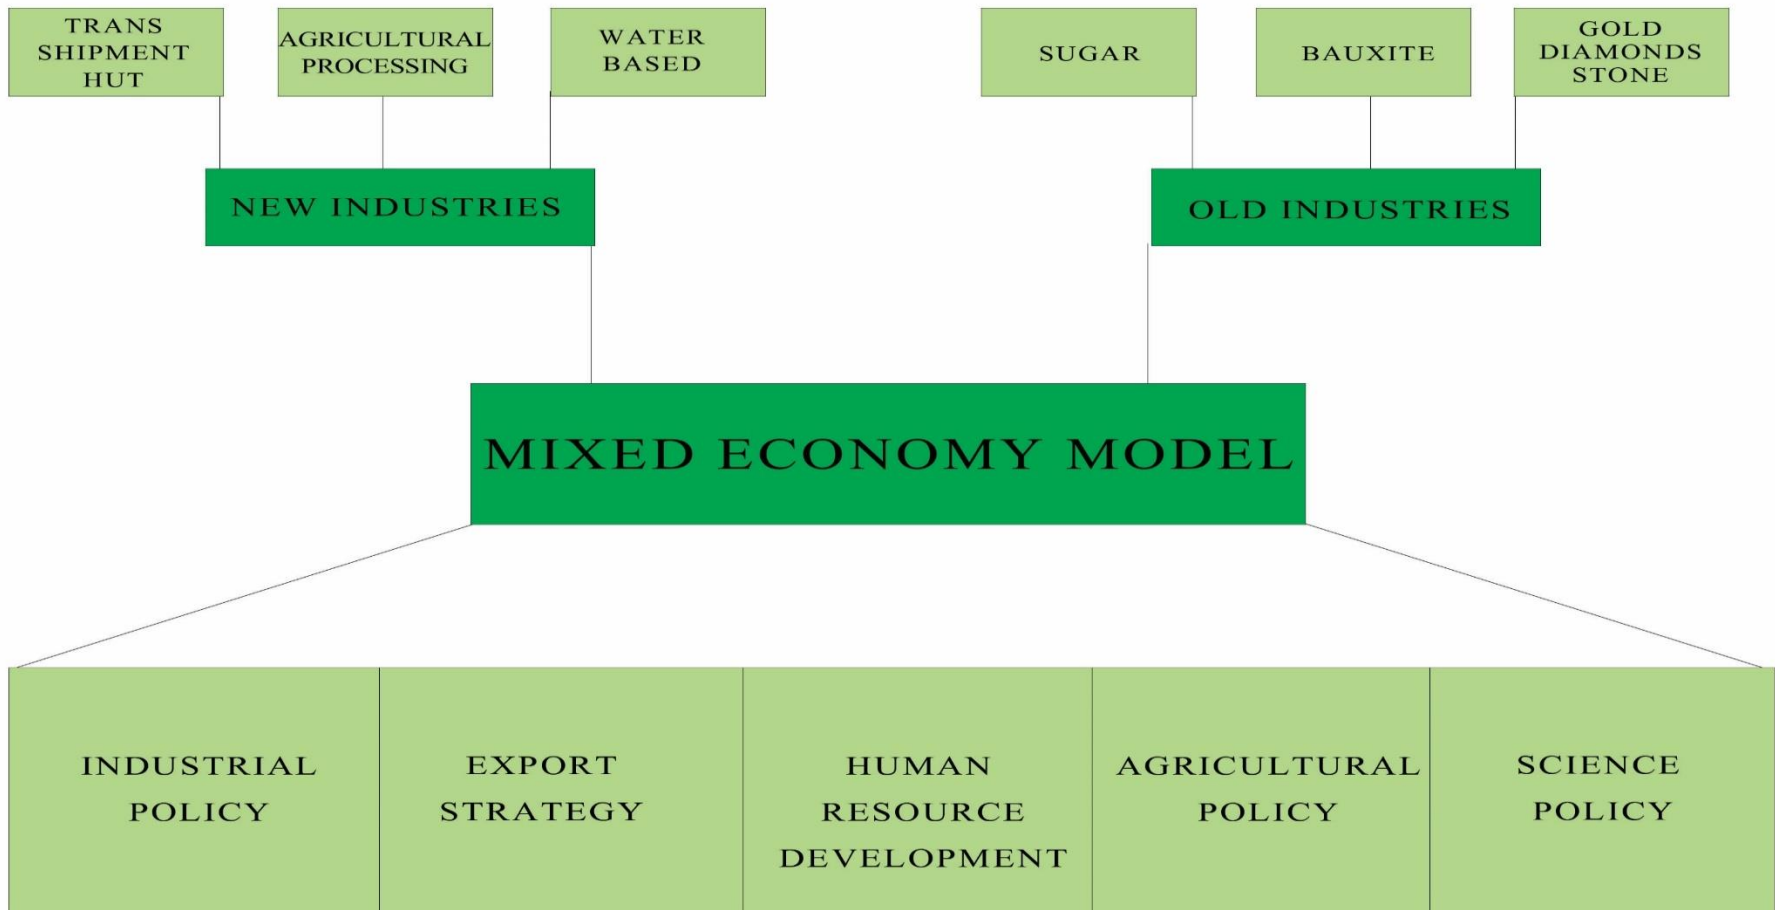 TRANS
SHIPMENT
HUT
AGRICULTURAL
PROCESSING
WATER
BASED
SUGAR
BAUXITE
GOLD
DIAMONDS
STONE
NEW INDUSTRIES
OLD INDUSTRIES
MIXED ECONOMY MODEL
INDUSTRIAL
POLICY
EXPORT
STRATEGY
HUMAN
RESOURCE
DEVELOPMENT
AGRICULTURAL
POLICY
SCIENCE
POLICY